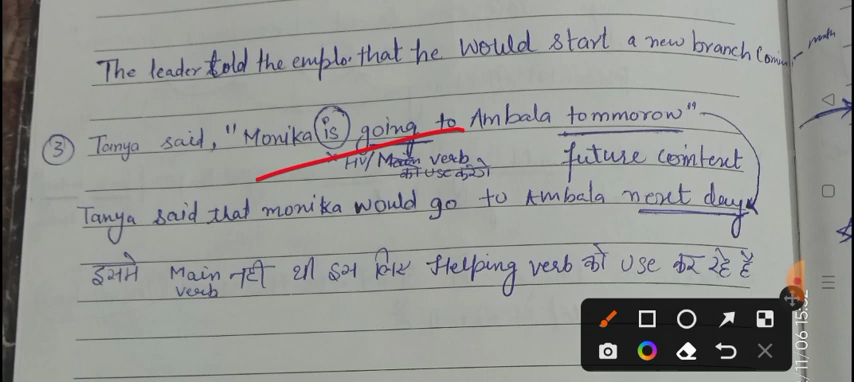 The leader told the emplo. that he would start a new branch
③ Tanya said, "Monika is going to Ambala tommorow"
HV/Main verb future context
को use करेंगे
Tanya said that monika would go to Ambala next day
इसमे Main verb नही थी इस लिए Helping verb को use कर रहे है